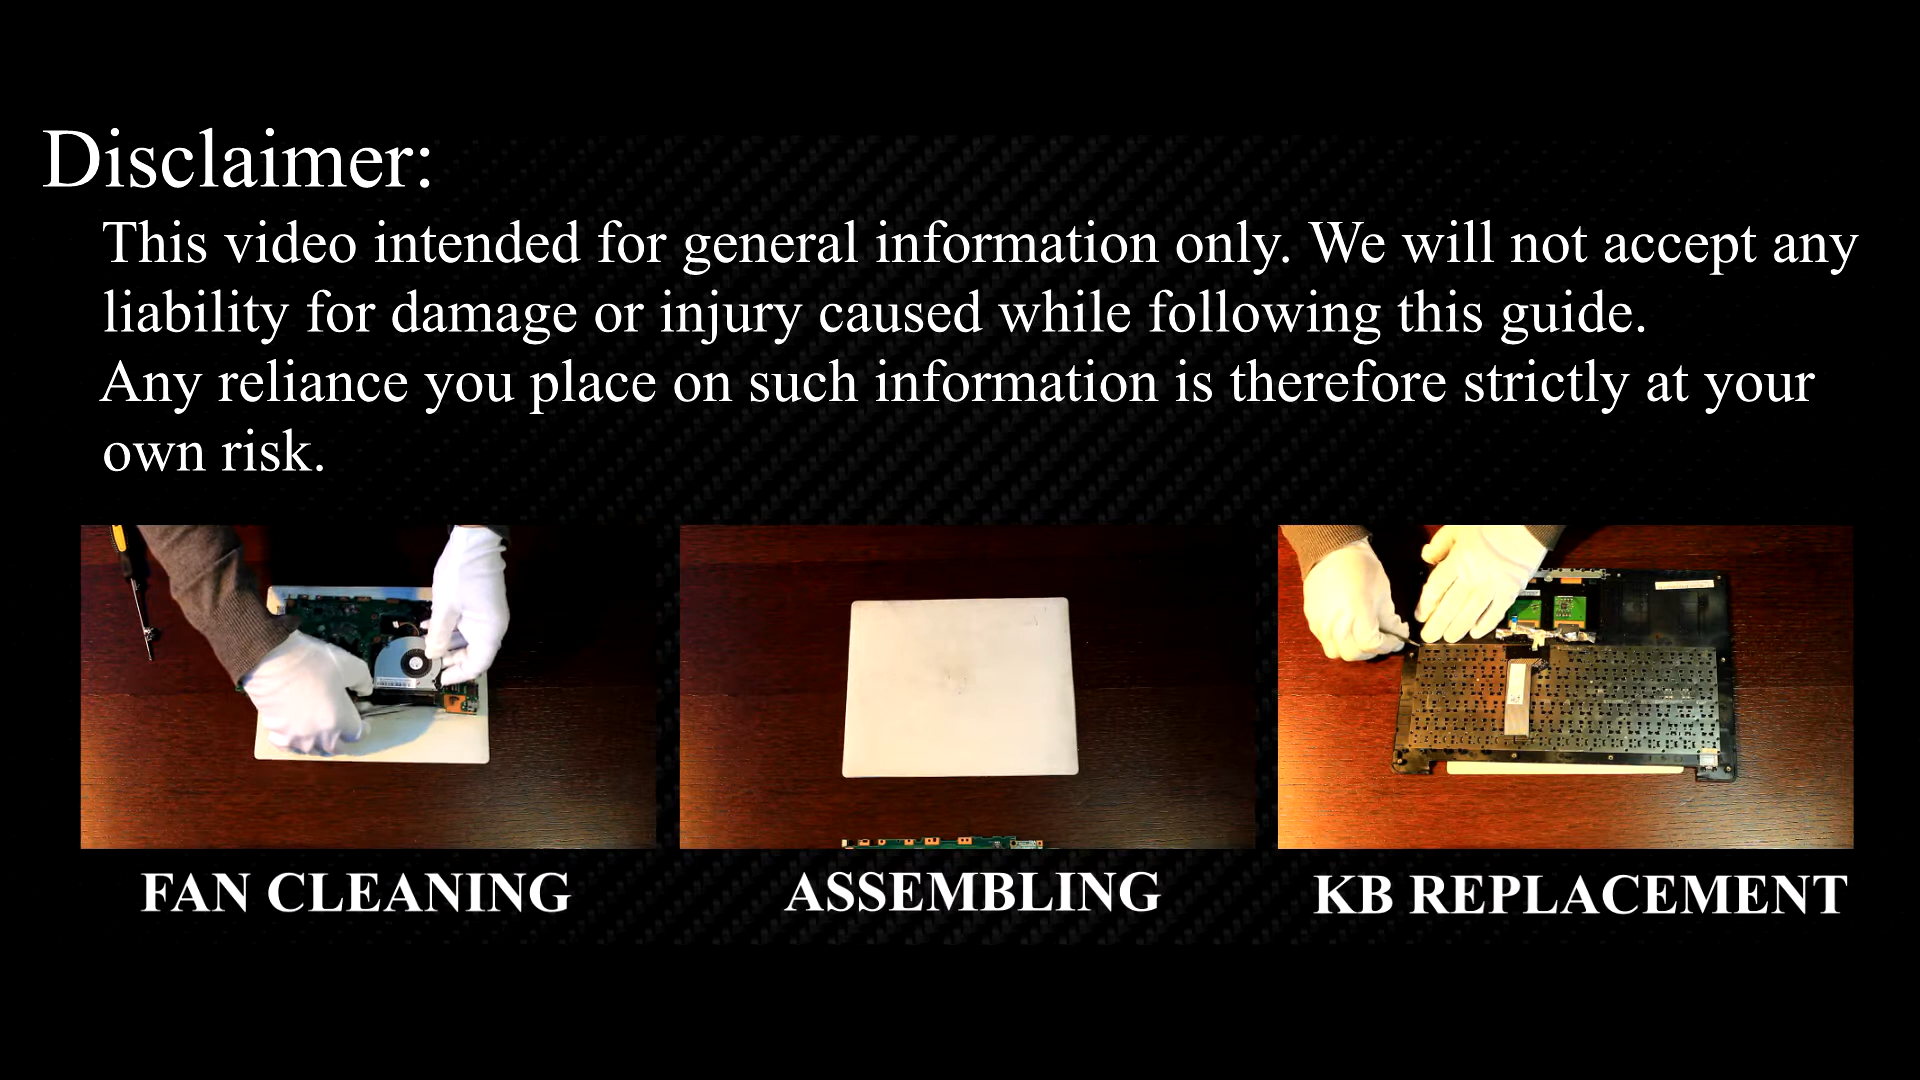 Disclaimer:
This video intended for general information only. We will not accept any
liability for damage or injury caused while following this guide.
Any reliance you place on such information is therefore strictly at your
own risk.
FAN CLEANING
ASSEMBLING
KB REPLACEMENT